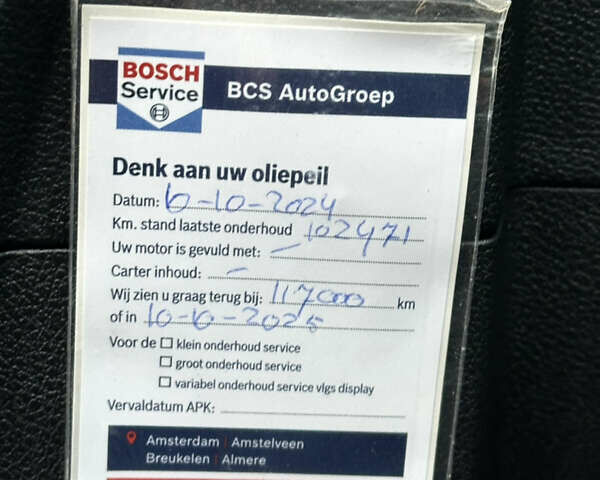 BOSCH
Service
BCS AutoGroep
Denk aan uw oliepeil
Datum: 10-10-2024
Km. stand laatste onderhoud 102471
Uw motor is gevuld met: -
Carter inhoud: -
Wij zien u graag terug bij: 117000 km
of in 10-10-2025
Voor de ☐ klein onderhoud service
☐ groot onderhoud service
☐ variabel onderhoud service vlgs display
Vervaldatum APK:
Amsterdam | Amstelveen
Breukelen | Almere